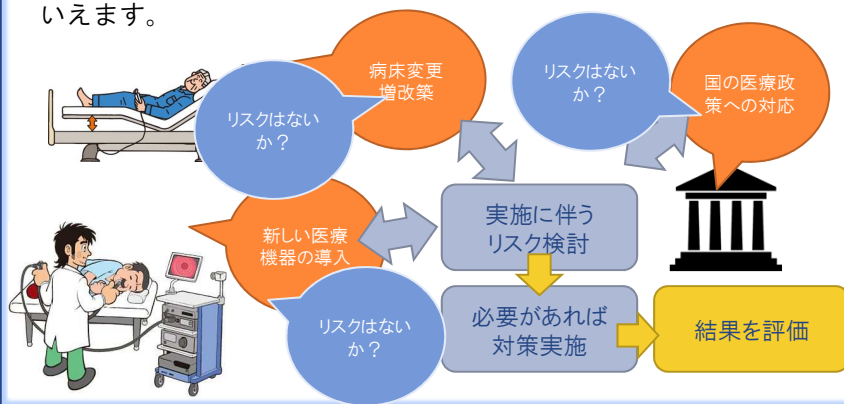 いえます。
病床変更
増改築
リスクはない
か？
リスクはない
か？
国の医療政
策への対応
新しい医療
機器の導入
リスクはない
か？
実施に伴う
リスク検討
必要があれば
対策実施
結果を評価